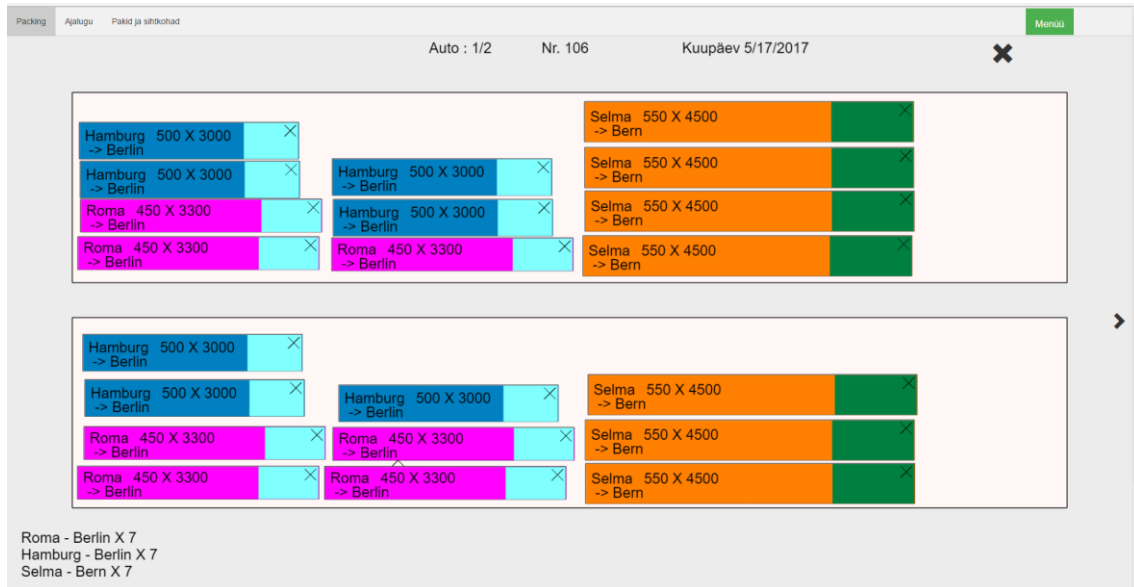 Packing Ajalugu Pakid ja sihtkohad Menüü
Auto : 1/2 Nr. 106 Kuupäev 5/17/2017
Hamburg 500 X 3000
-> Berlin
Hamburg 500 X 3000
-> Berlin
Roma 450 X 3300
-> Berlin
Roma 450 X 3300
-> Berlin
Hamburg 500 X 3000
-> Berlin
Hamburg 500 X 3000
-> Berlin
Roma 450 X 3300
-> Berlin
Selma 550 X 4500
-> Bern
Selma 550 X 4500
-> Bern
Selma 550 X 4500
-> Bern
Selma 550 X 4500
-> Bern
Hamburg 500 X 3000
-> Berlin
Hamburg 500 X 3000
-> Berlin
Roma 450 X 3300
-> Berlin
Roma 450 X 3300
-> Berlin
Hamburg 500 X 3000
-> Berlin
Roma 450 X 3300
-> Berlin
Roma 450 X 3300
-> Berlin
Selma 550 X 4500
-> Bern
Selma 550 X 4500
-> Bern
Selma 550 X 4500
-> Bern
Roma - Berlin X 7
Hamburg - Berlin X 7
Selma - Bern X 7